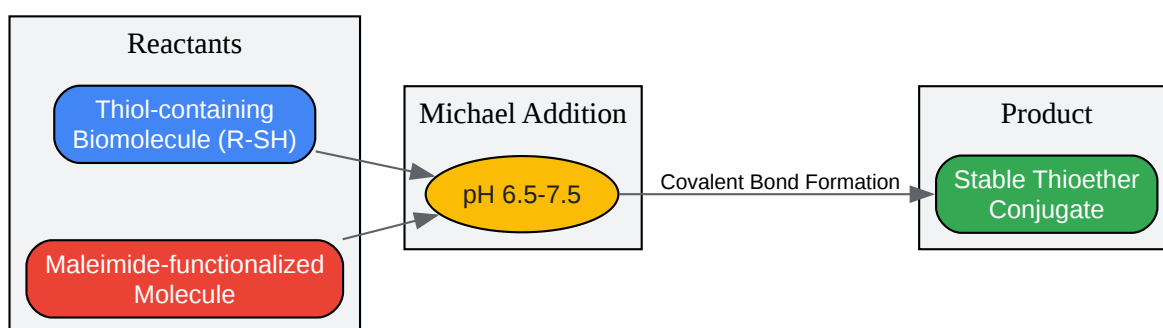 Reactants
Thiol-containing
Biomolecule (R-SH)
Maleimide-functionalized
Molecule
Michael Addition
pH 6.5-7.5
Covalent Bond Formation
Product
Stable Thioether
Conjugate